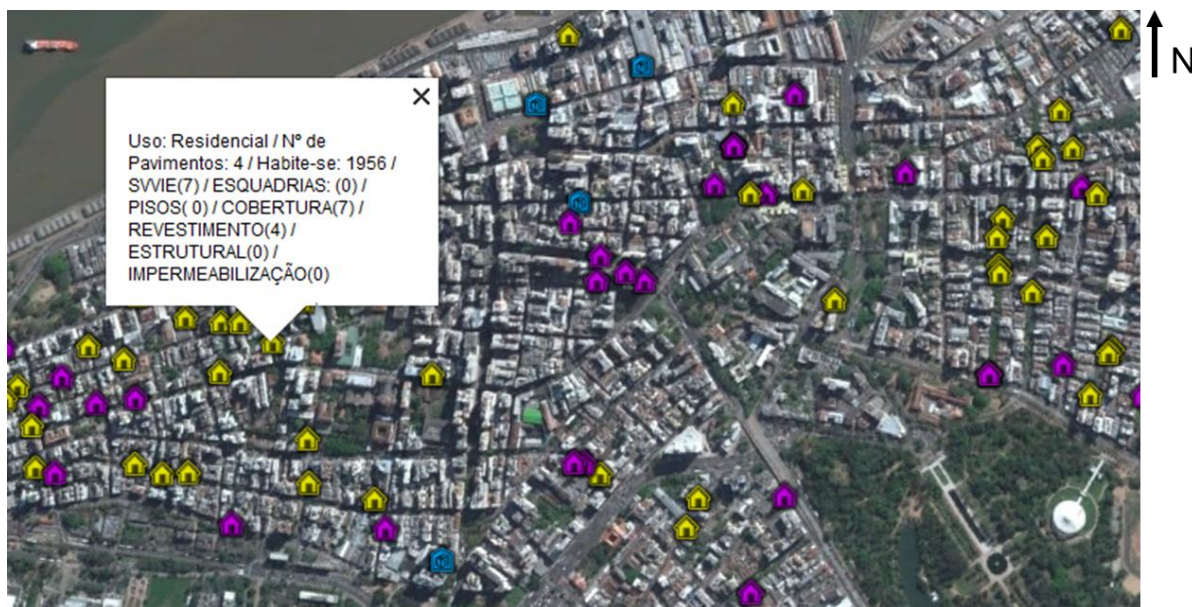 N
Uso: Residencial / Nº de
Pavimentos: 4 / Habite-se: 1956 /
SVVIE(7) / ESQUADRIAS: (0) /
PISOS( 0) / COBERTURA(7) /
REVESTIMENTO(4) /
ESTRUTURAL(0) /
IMPERMEABILIZAÇÃO(0)